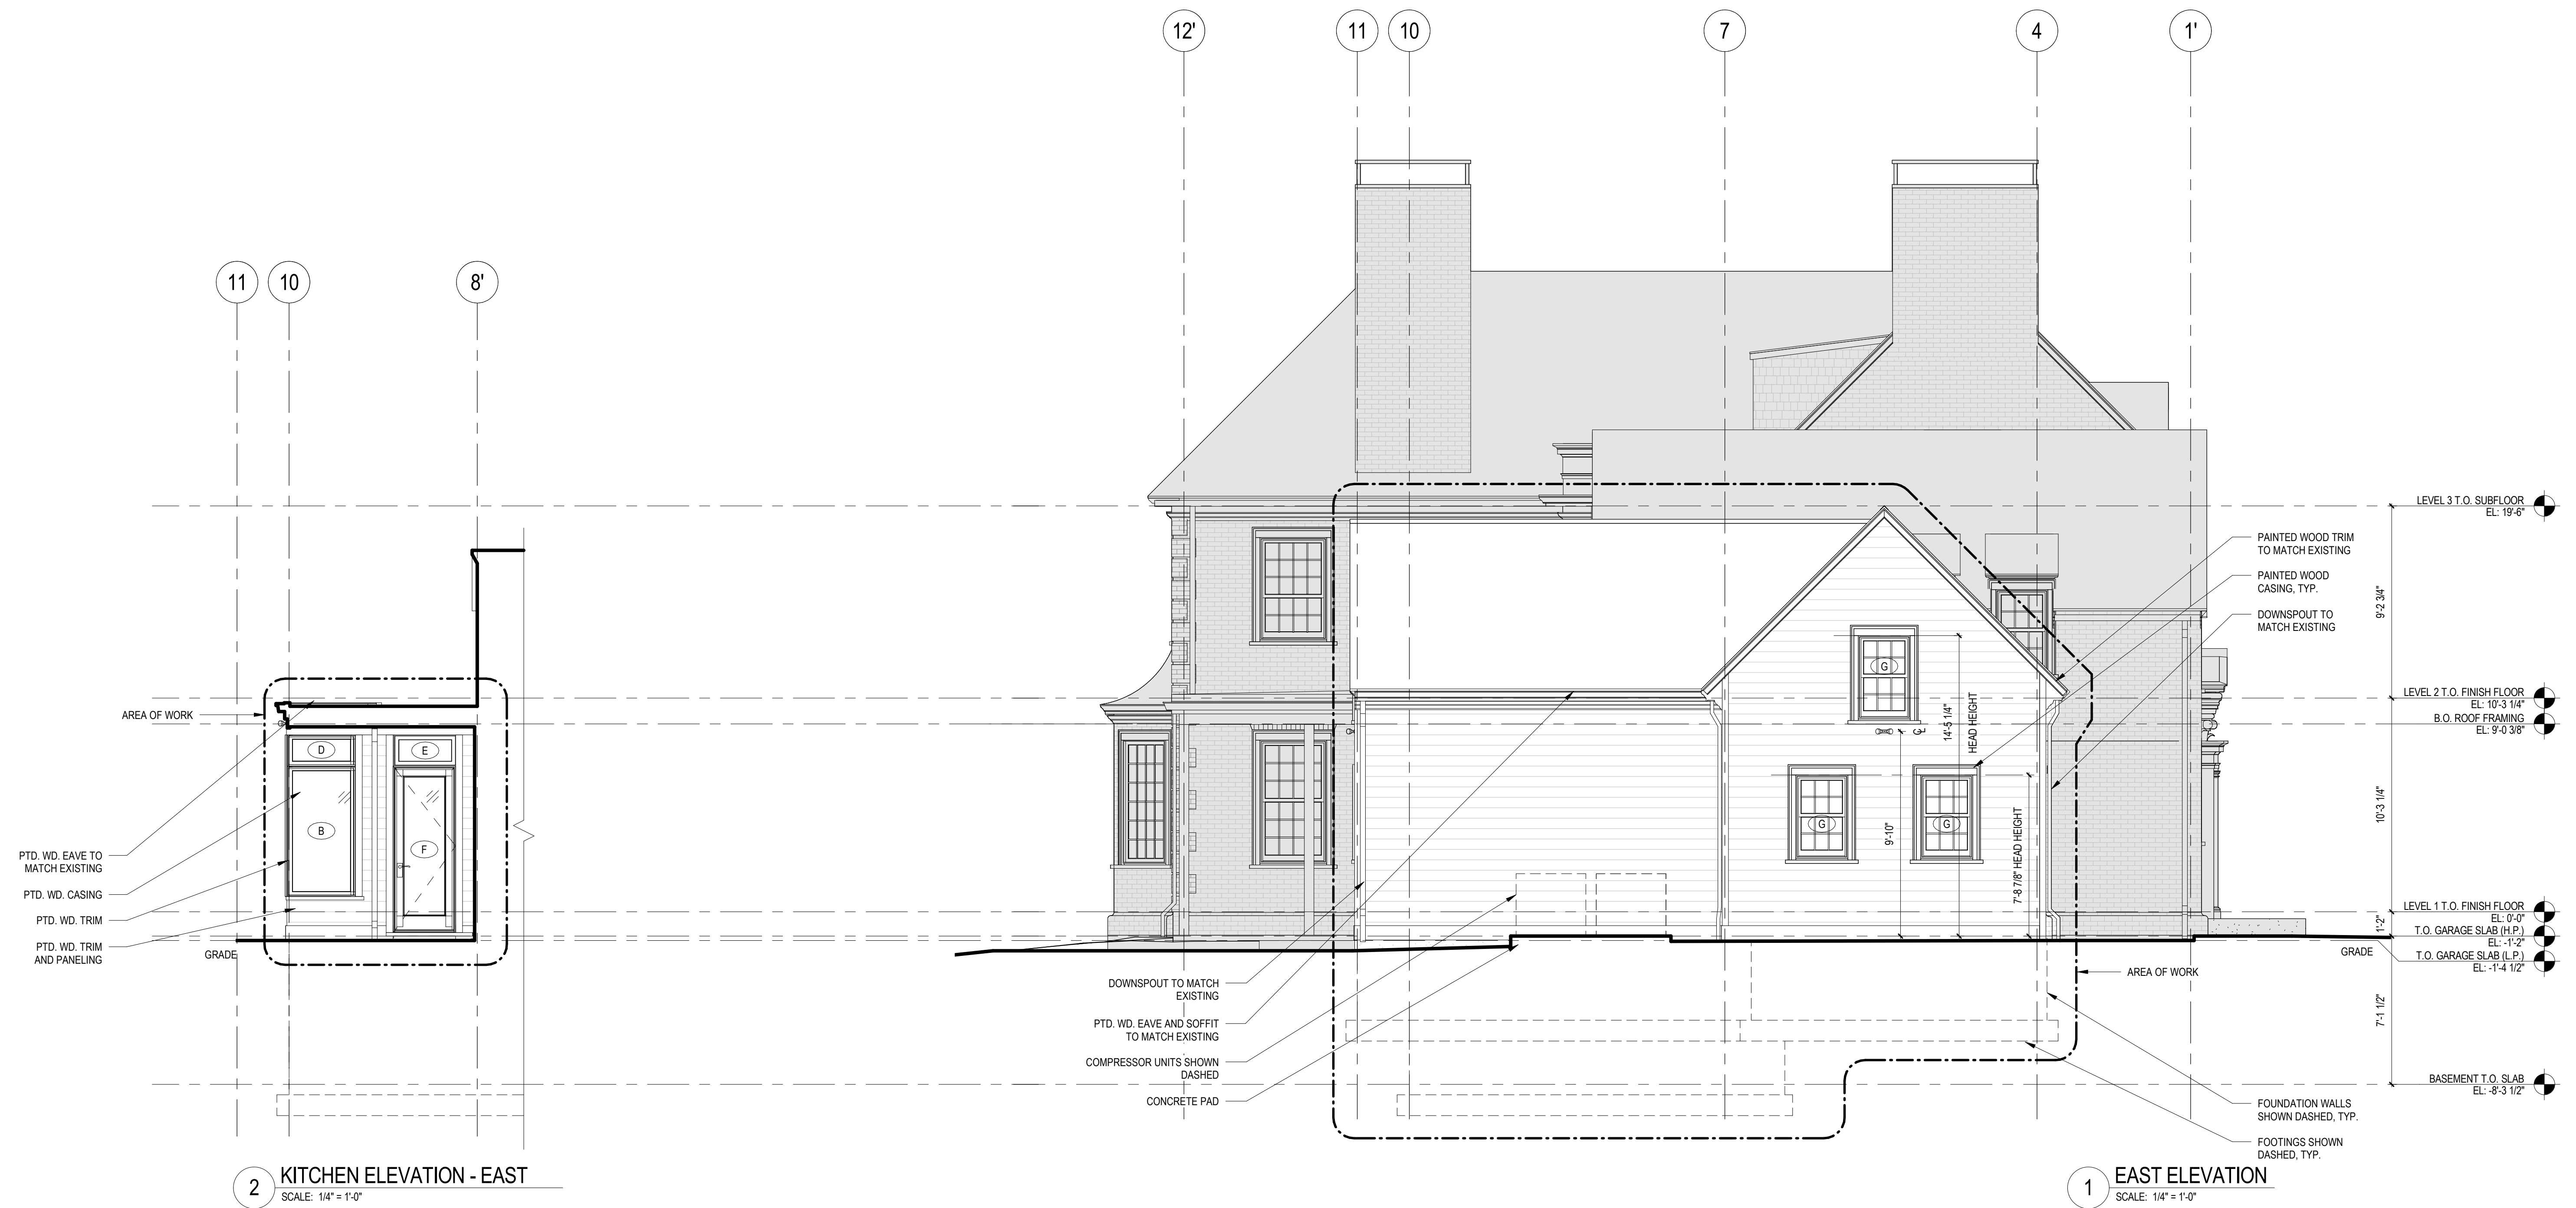 12'
11
10
7
4
1'
11
10
8'
LEVEL 3 T.O. SUBFLOOR
EL: 19'-6"
9'-2 3/4"
PAINTED WOOD TRIM
TO MATCH EXISTING
PAINTED WOOD
CASING, TYP.
DOWNSPOUT TO
MATCH EXISTING
LEVEL 2 T.O. FINISH FLOOR
EL: 10'-3 1/4"
B.O. ROOF FRAMING
EL: 9'-0 3/8"
10'-3 1/4"
LEVEL 1 T.O. FINISH FLOOR
EL: 0'-0"
1'-2"
T.O. GARAGE SLAB (H.P.)
EL: -1'-2"
T.O. GARAGE SLAB (L.P.)
EL: -1'-4 1/2"
GRADE
7'-1 1/2"
BASEMENT T.O. SLAB
EL: -8'-3 1/2"
AREA OF WORK
D
E
B
F
PTD. WD. EAVE TO
MATCH EXISTING
PTD. WD. CASING
PTD. WD. TRIM
PTD. WD. TRIM
AND PANELING
GRADE
G
14'-5 1/4"
HEAD HEIGHT
CL
9'-10"
G
G
7'-8 7/8" HEAD HEIGHT
DOWNSPOUT TO MATCH
EXISTING
PTD. WD. EAVE AND SOFFIT
TO MATCH EXISTING
COMPRESSOR UNITS SHOWN
DASHED
CONCRETE PAD
AREA OF WORK
FOUNDATION WALLS
SHOWN DASHED, TYP.
FOOTINGS SHOWN
DASHED, TYP.
2
KITCHEN ELEVATION - EAST
SCALE: 1/4" = 1'-0"
1
EAST ELEVATION
SCALE: 1/4" = 1'-0"